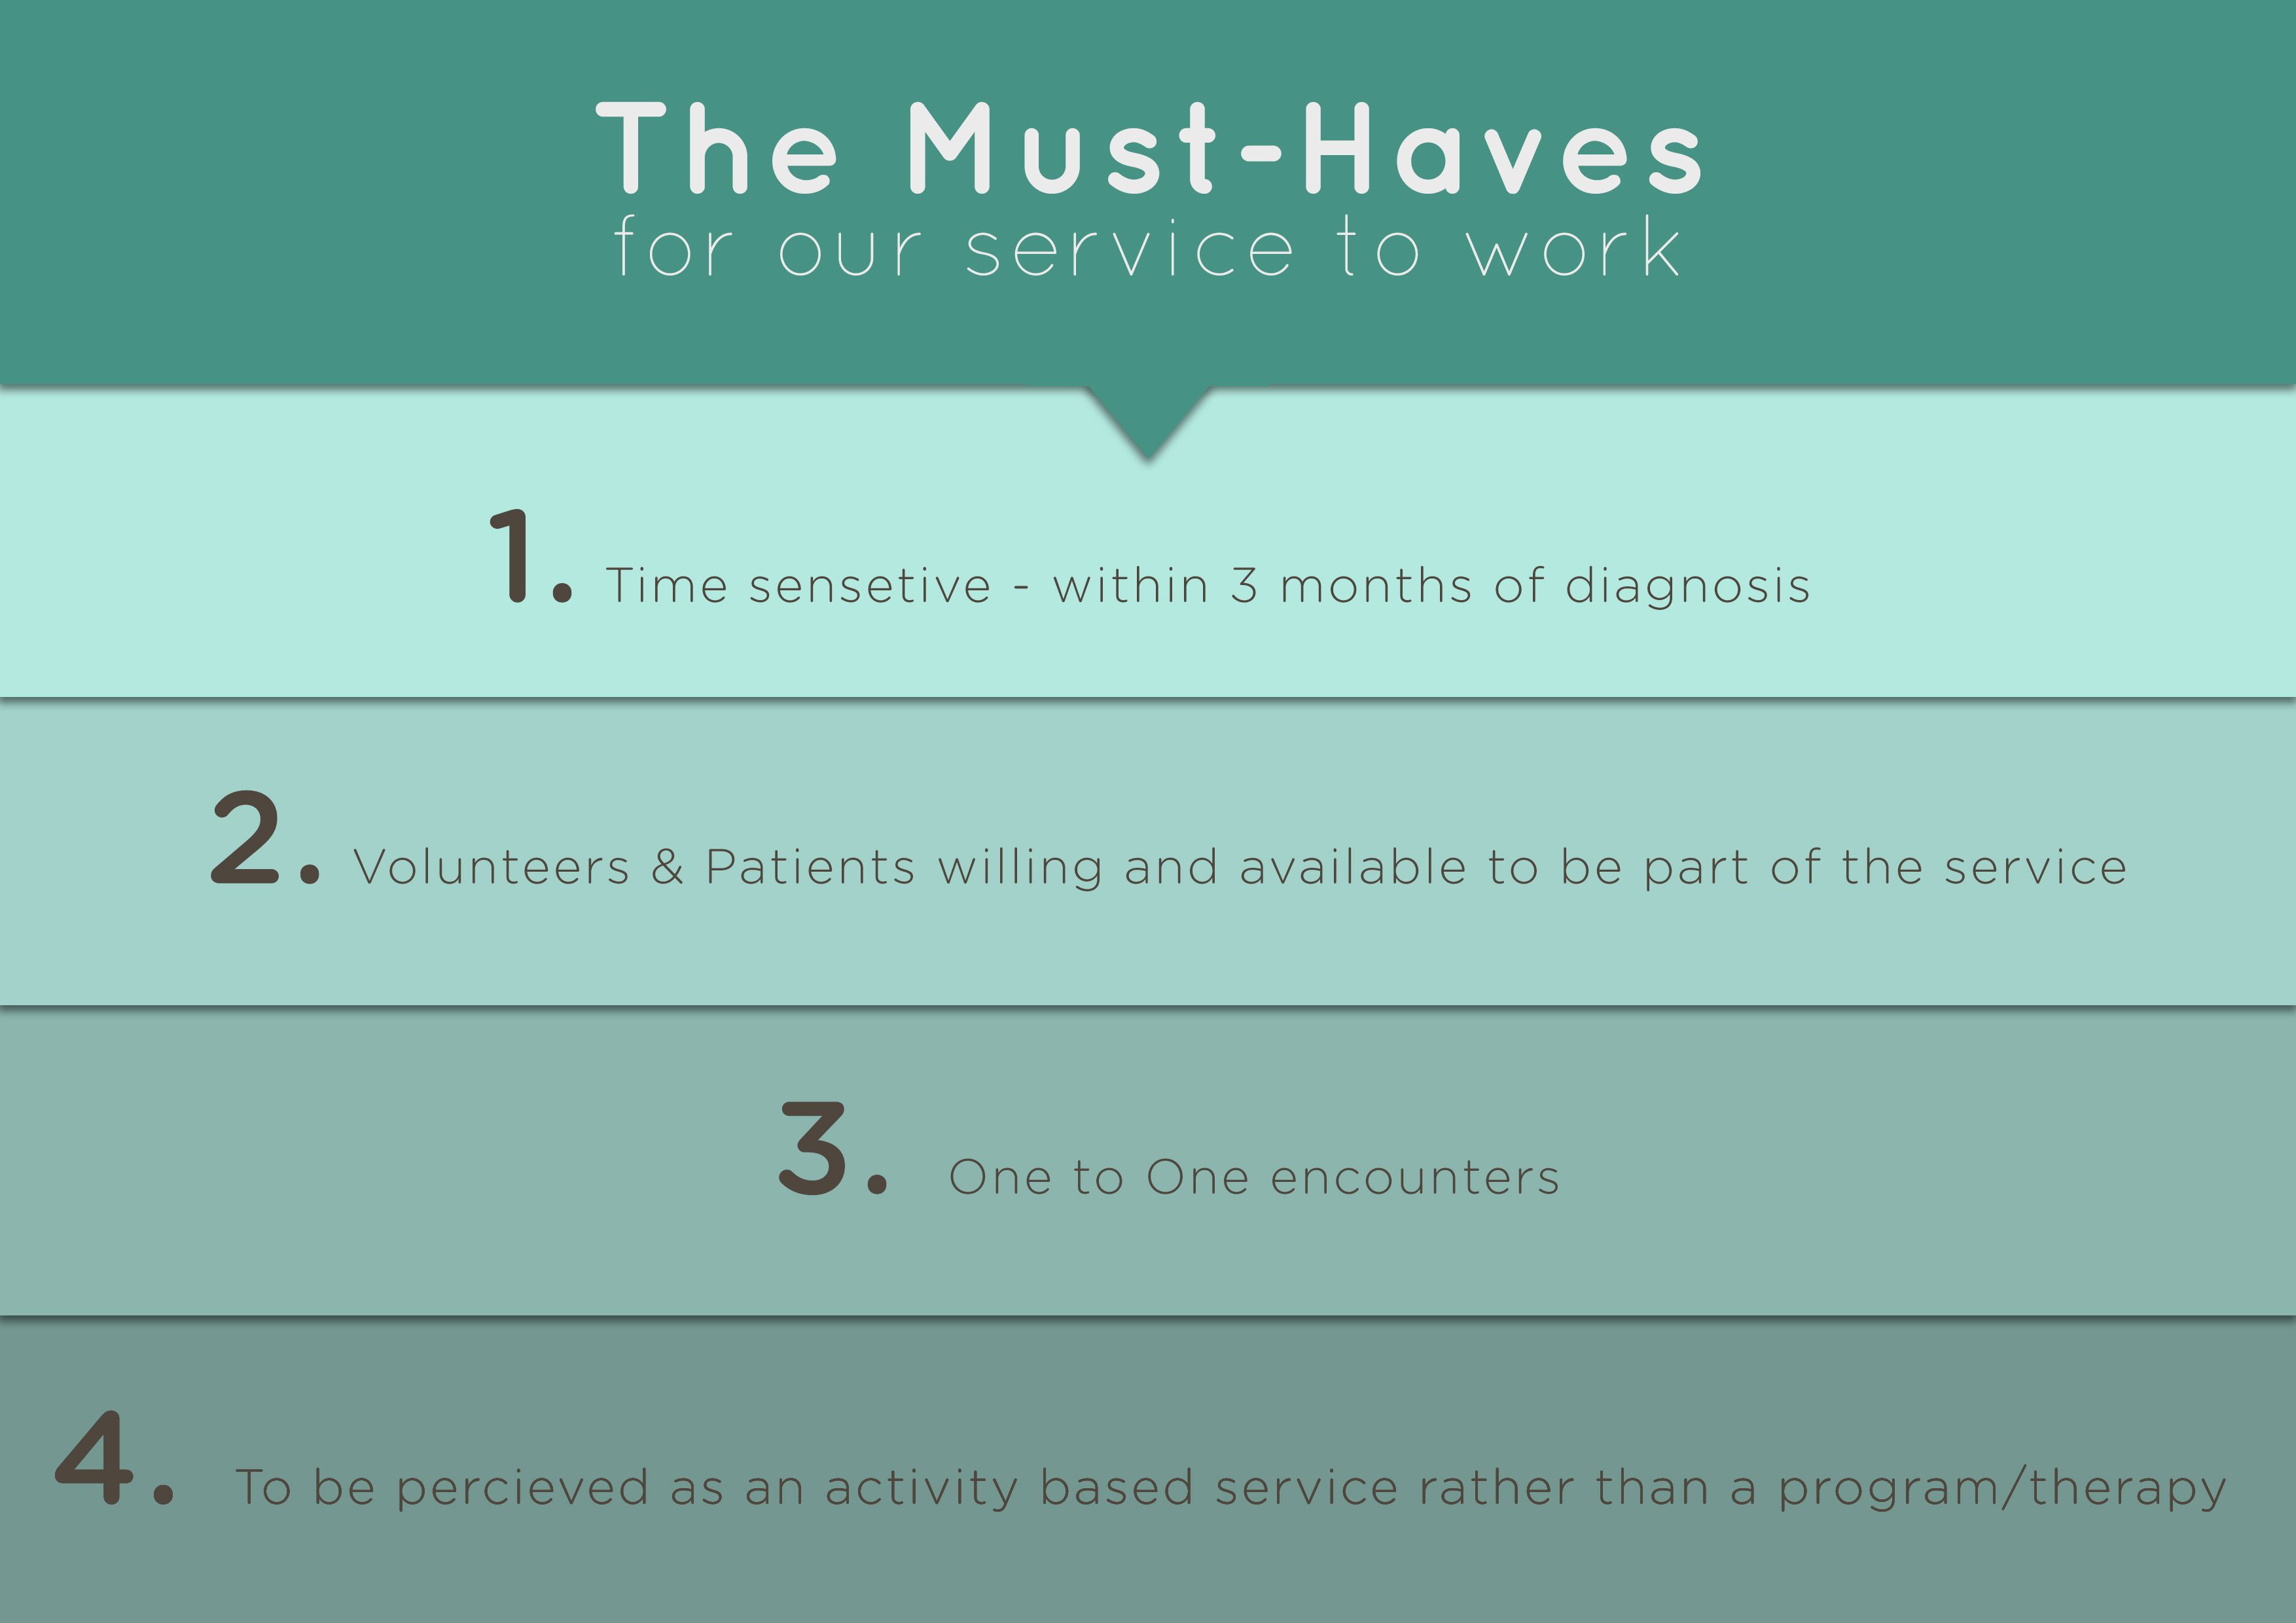 The Must-Haves
for our service to work
1. Time sensetive - within 3 months of diagnosis
2. Volunteers & Patients willing and available to be part of the service
3. One to One encounters
4. To be percieved as an activity based service rather than a program/therapy